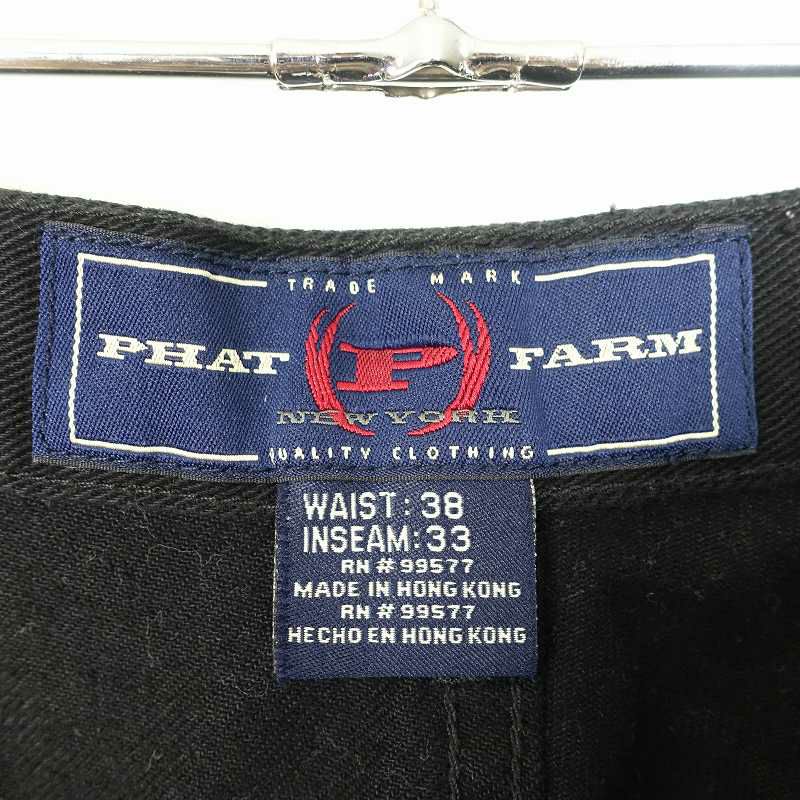 TRADE MARK
PHAT P FARM
NEW YORK
QUALITY CLOTHING
WAIST: 38
INSEAM: 33
RN # 99577
MADE IN HONG KONG
RN # 99577
HECHO EN HONG KONG